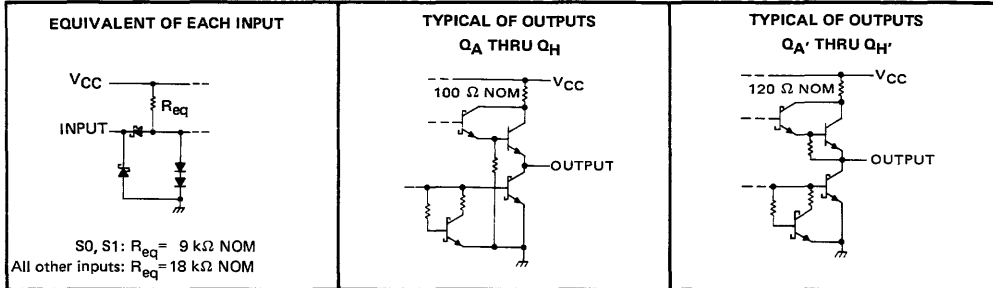 EQUIVALENT OF EACH INPUT
VCC
Req
INPUT
S0, S1: Req= 9 kΩ NOM
All other inputs: Req= 18 kΩ NOM
TYPICAL OF OUTPUTS
QA THRU QH
VCC
100 Ω NOM
OUTPUT
TYPICAL OF OUTPUTS
QA' THRU QH'
VCC
120 Ω NOM
OUTPUT